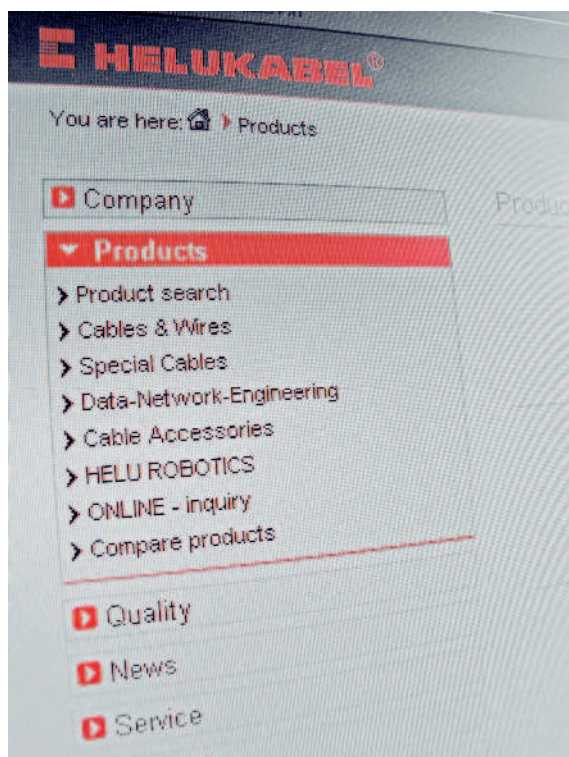 HELUKABEL®
You are here: Products
Company
Produc
Products
Product search
Cables & Wires
Special Cables
Data-Network-Engineering
Cable Accessories
HELU ROBOTICS
ONLINE - inquiry
Compare products
Quality
News
Service